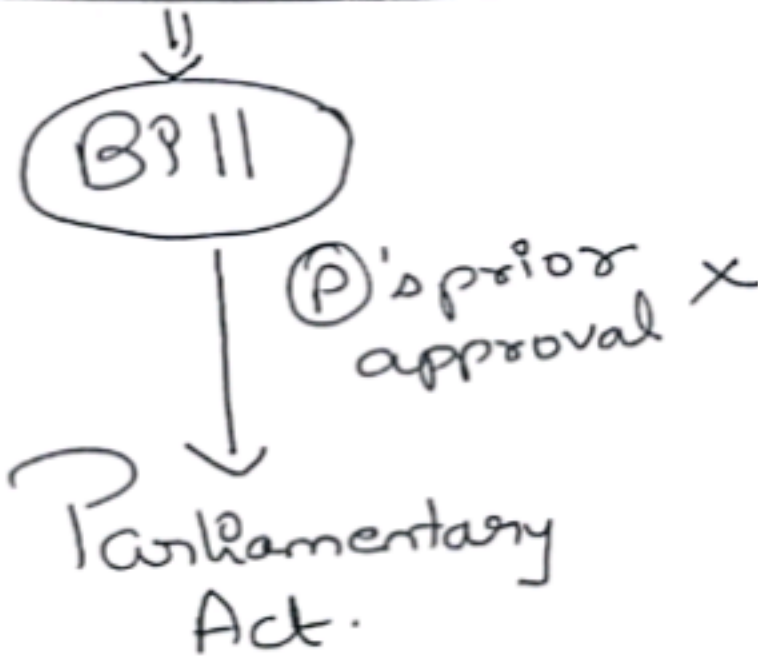 Bill
(P)'s prior ×
approval
Parliamentary
Act.